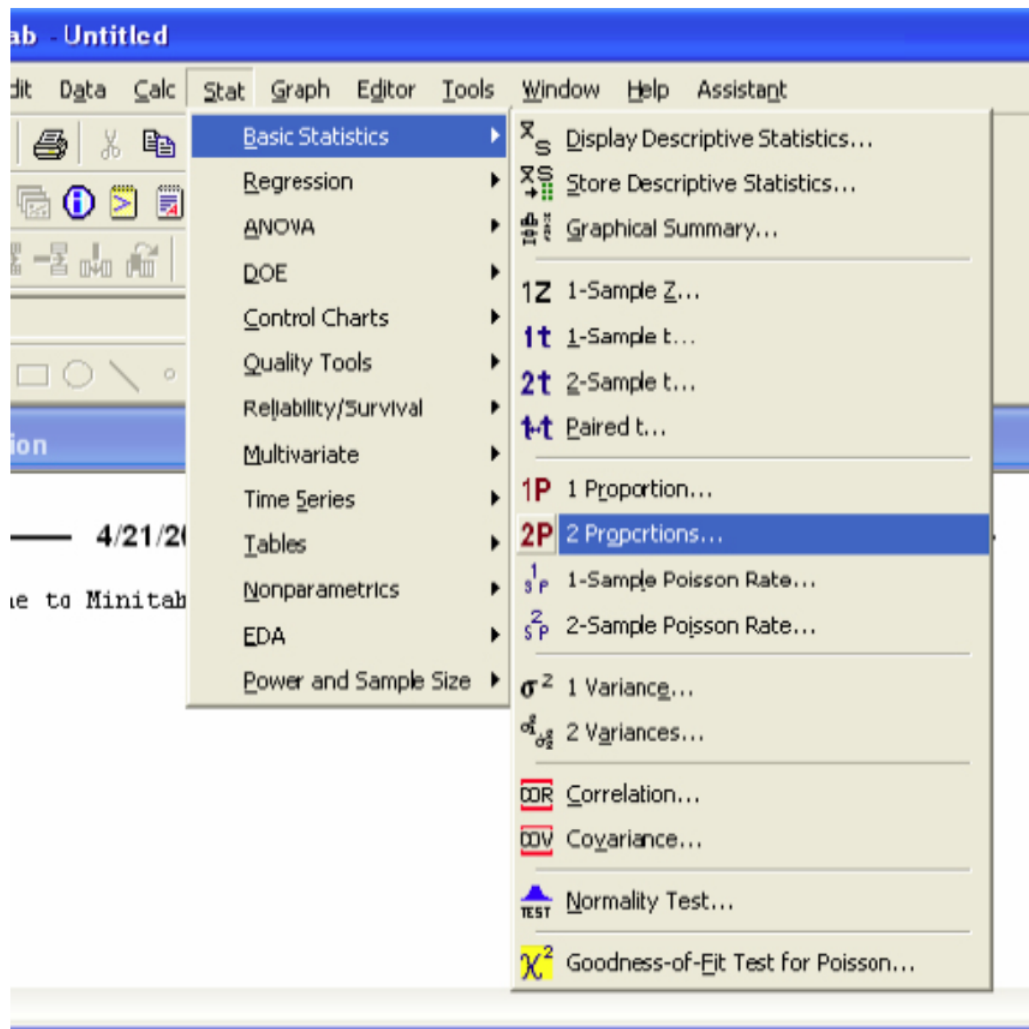 ab - Untitled
dit Data Calc Stat Graph Editor Tools Window Help Assistant
Basic Statistics
Regression
ANOVA
DOE
Control Charts
Quality Tools
Reliability/Survival
Multivariate
Time Series
Tables
Nonparametrics
EDA
Power and Sample Size
Display Descriptive Statistics...
Store Descriptive Statistics...
Graphical Summary...
1Z 1-Sample Z...
1t 1-Sample t...
2t 2-Sample t...
t-t Paired t...
1P 1 Proportion...
2P 2 Proportions...
1-Sample Poisson Rate...
2-Sample Poisson Rate...
σ² 1 Variance...
2 Variances...
COR Correlation...
COV Covariance...
TEST Normality Test...
χ² Goodness-of-Fit Test for Poisson...
ion
4/21/20
e to Minitab